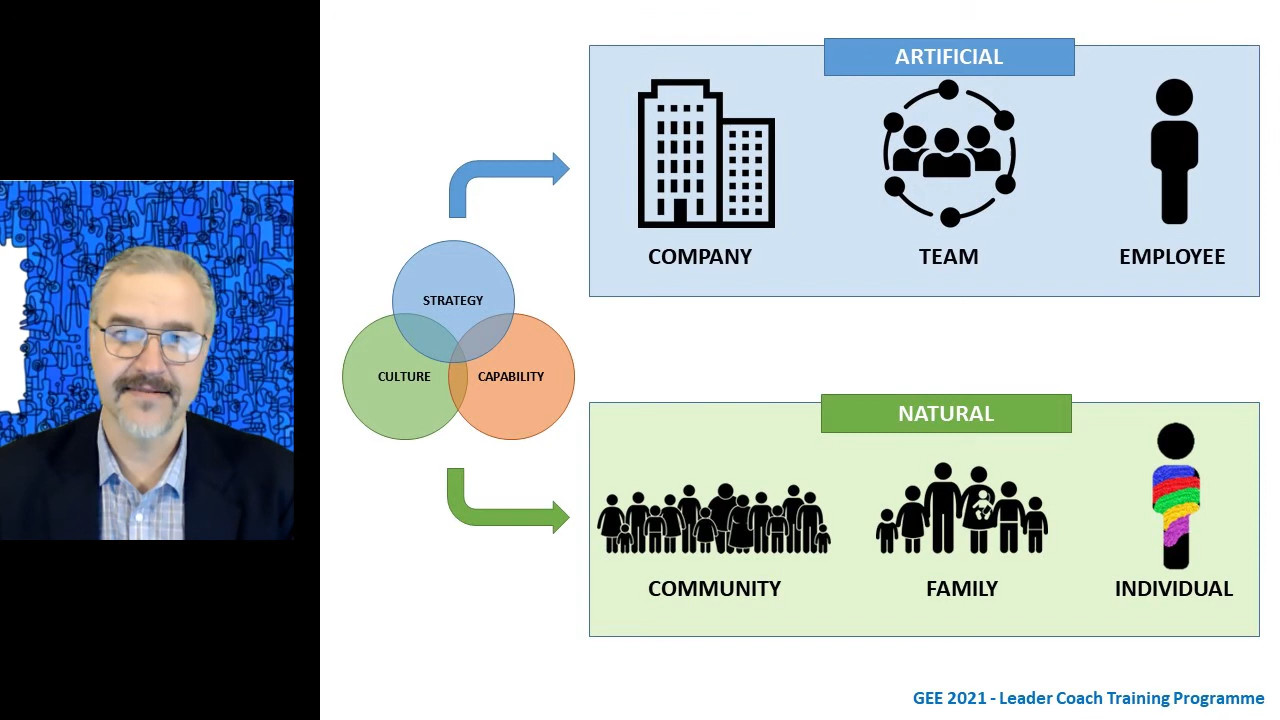 ARTIFICIAL
COMPANY
TEAM
EMPLOYEE
STRATEGY
CULTURE
CAPABILITY
NATURAL
COMMUNITY
FAMILY
INDIVIDUAL
GEE 2021 - Leader Coach Training Programme